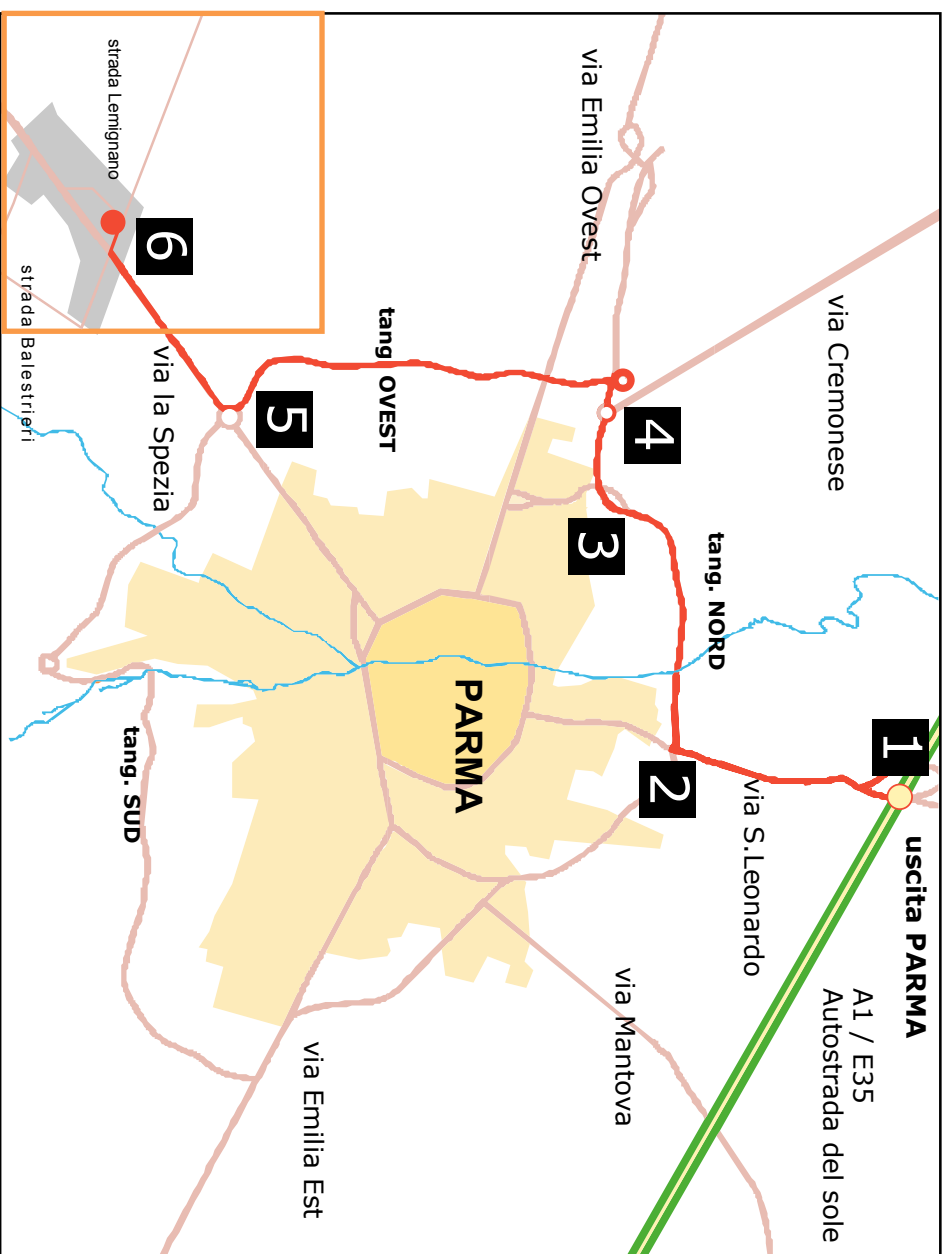 uscita PARMA
1
A1 / E35
Autostrada del sole
via Cremonese
via S.Leonardo
tang. NORD
2
4
via Mantova
3
via Emilia Ovest
PARMA
tang OVEST
via Emilia Est
5
6
via la Spezia
tang. SUD
strada Lemignano
strada Balestrieri